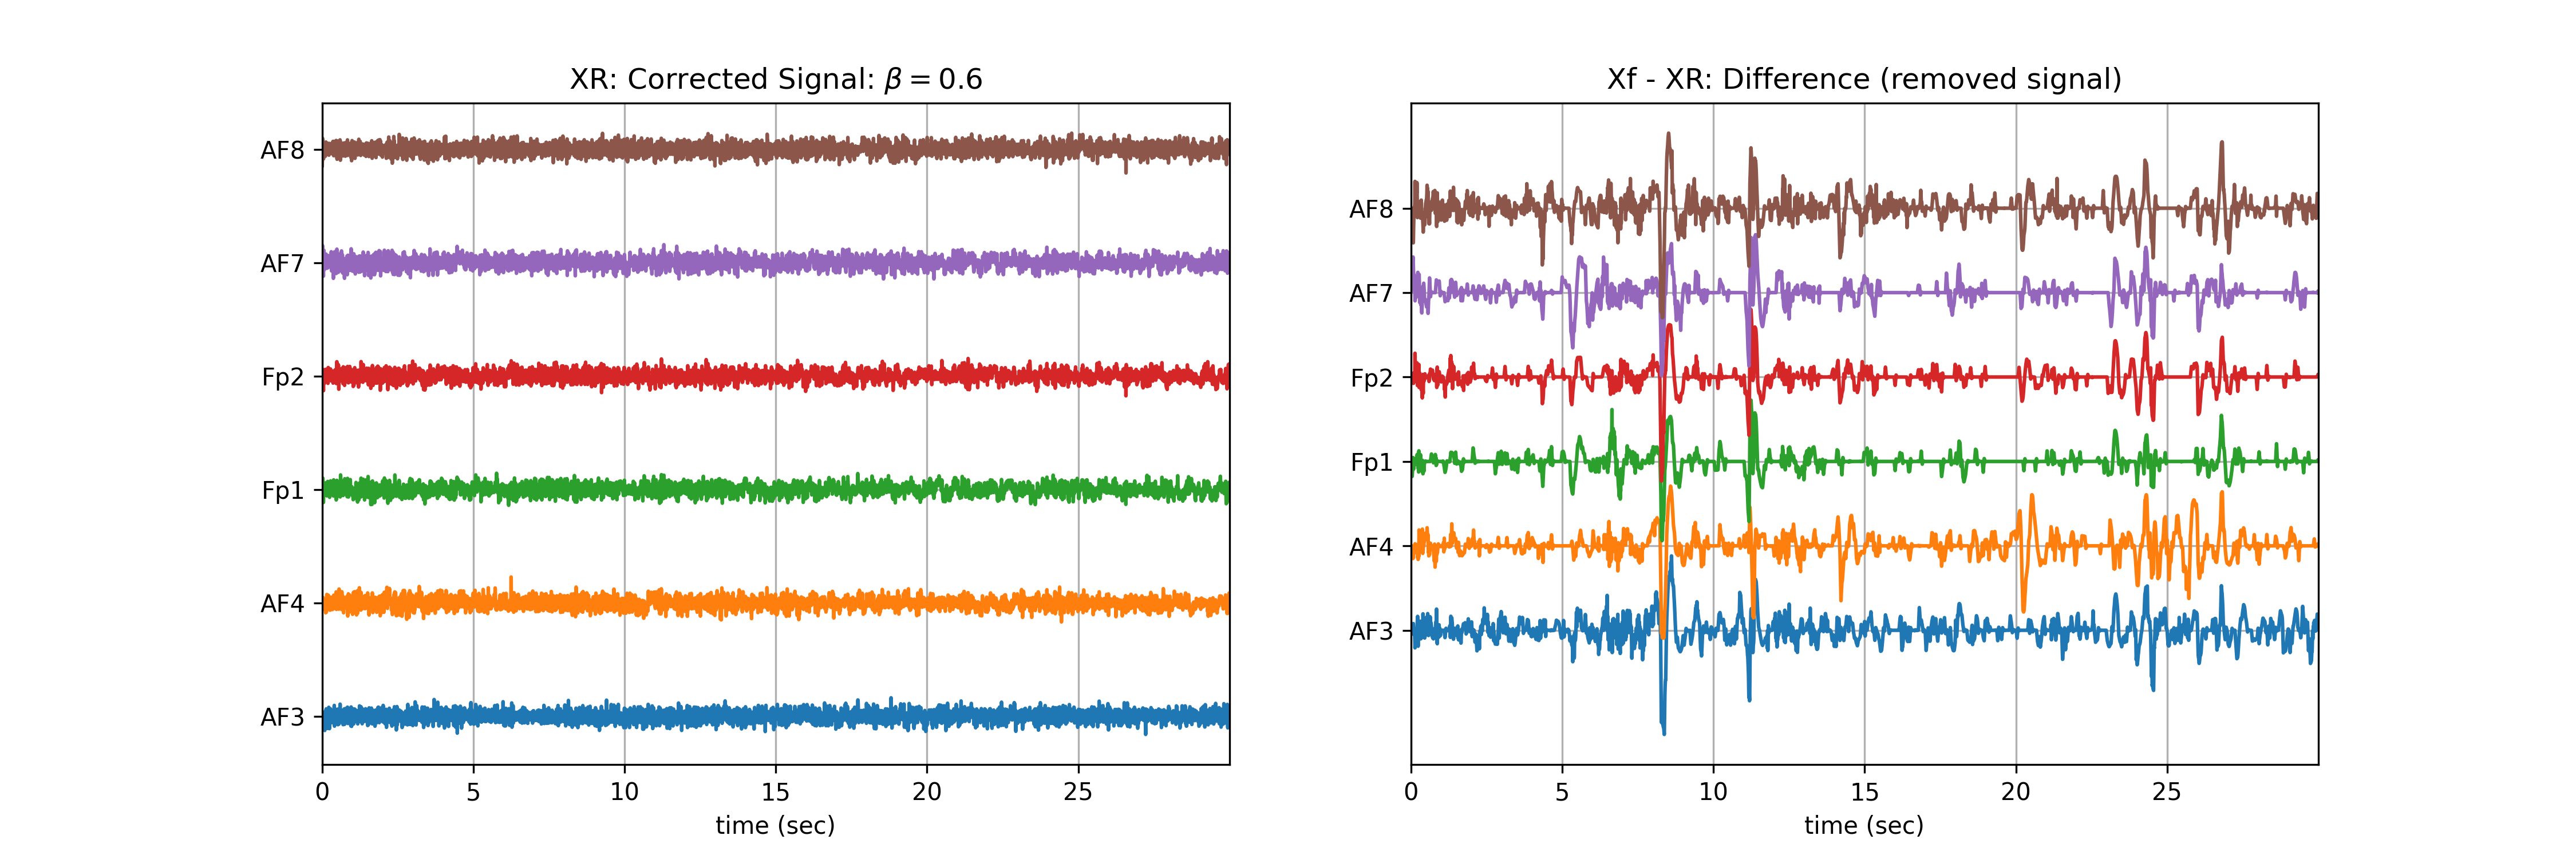 XR: Corrected Signal: β = 0.6
AF8
AF7
Fp2
Fp1
AF4
AF3
0 5 10 15 20 25
time (sec)
Xf - XR: Difference (removed signal)
AF8
AF7
Fp2
Fp1
AF4
AF3
0 5 10 15 20 25
time (sec)